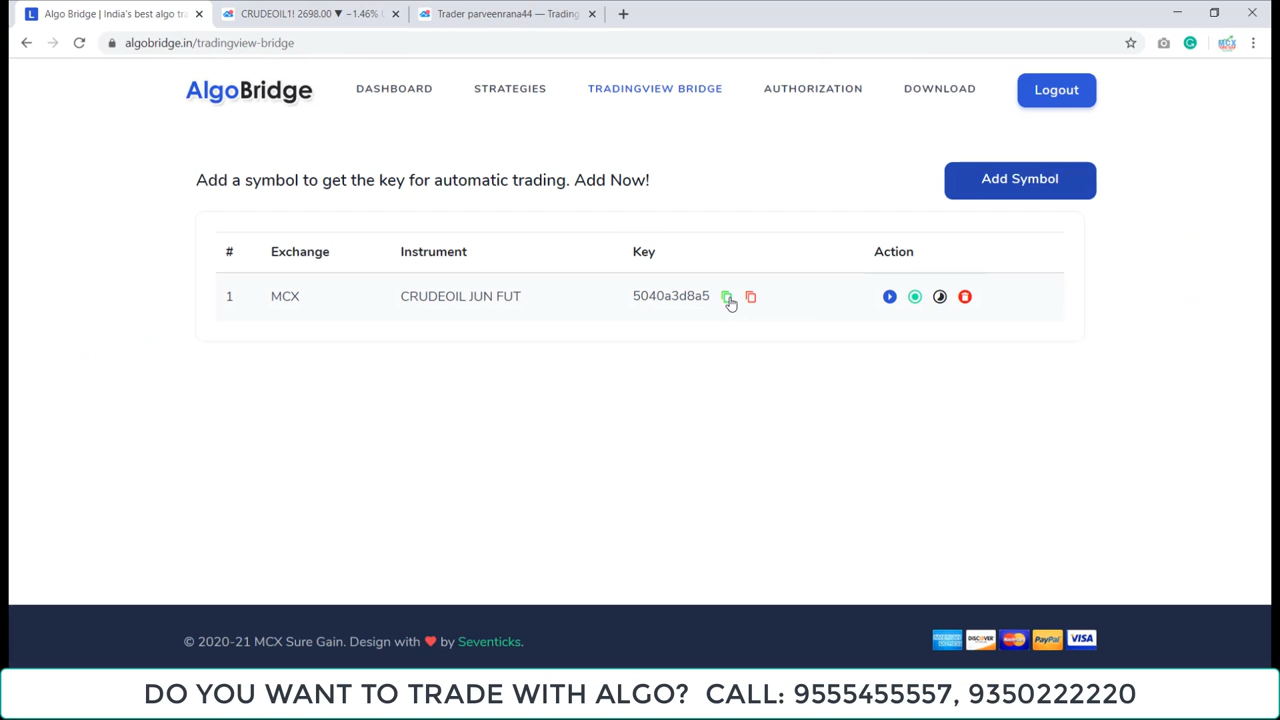 Algo Bridge | India's best algo tra
CRUDEOIL1! 2698.00 ▼ −1.46%
Trader parveenrana44 — Trading
algobridge.in/tradingview-bridge
AlgoBridge
DASHBOARD
STRATEGIES
TRADINGVIEW BRIDGE
AUTHORIZATION
DOWNLOAD
Logout
Add a symbol to get the key for automatic trading. Add Now!
Add Symbol
# Exchange Instrument Key Action
1 MCX CRUDEOIL JUN FUT 5040a3d8a5
© 2020-21 MCX Sure Gain. Design with ❤ by Seventicks.
DISCOVER
PayPal
VISA
DO YOU WANT TO TRADE WITH ALGO? CALL: 9555455557, 9350222220